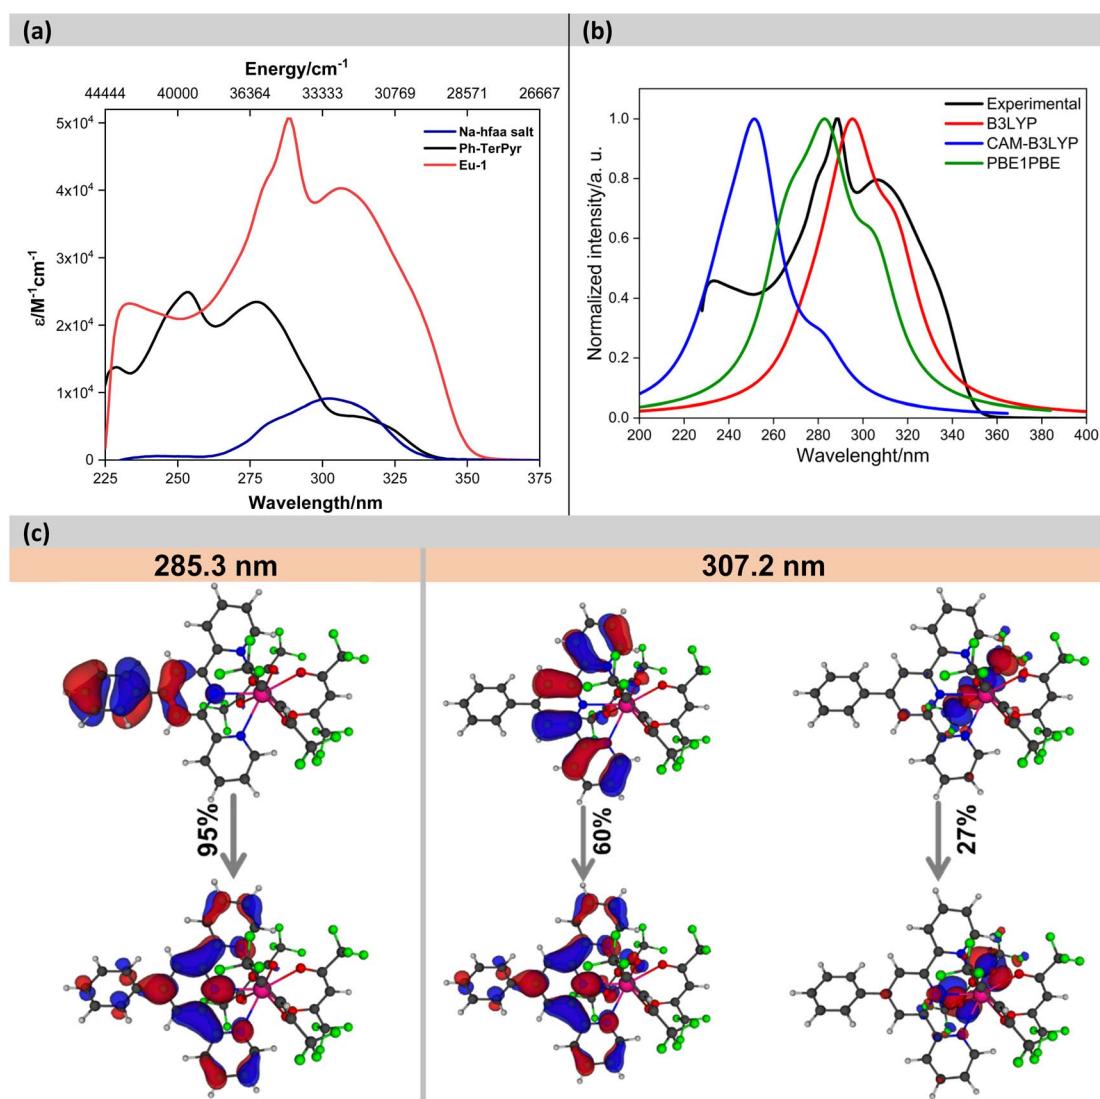 (a)
Energy/cm-1
44444 40000 36364 33333 30769 28571 26667
5x10^4
4x10^4
3x10^4
2x10^4
1x10^4
0
ε/M-1cm-1
Na-hfaa salt
Ph-TerPyr
Eu-1
225 250 275 300 325 350 375
Wavelength/nm
(b)
1.0
0.8
0.6
0.4
0.2
0.0
Normalized intensity/a. u.
Experimental
B3LYP
CAM-B3LYP
PBE1PBE
200 220 240 260 280 300 320 340 360 380 400
Wavelenght/nm
(c)
285.3 nm
307.2 nm
95%
60%
27%